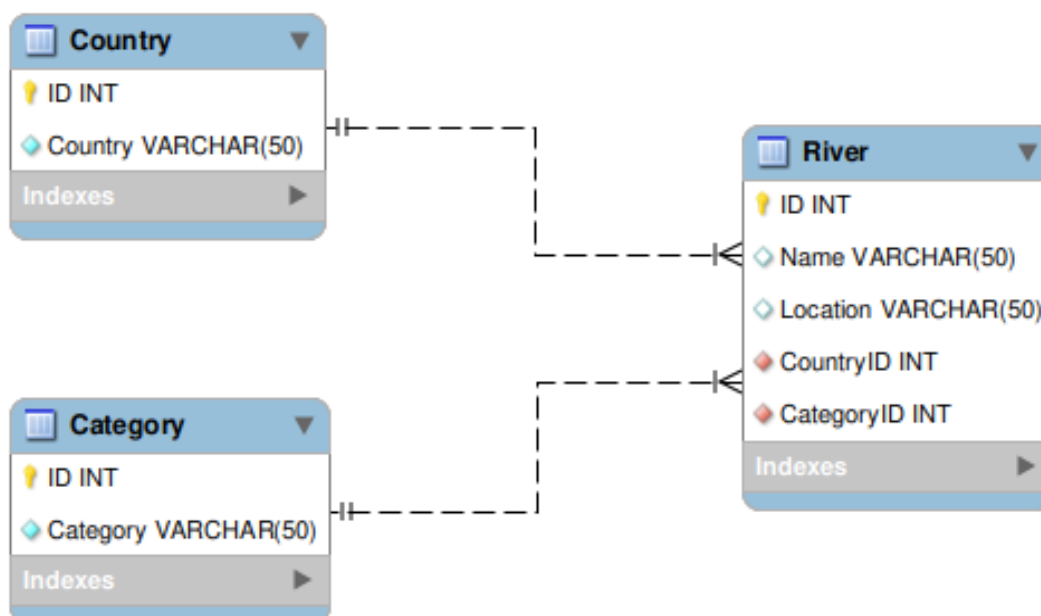 Country
ID INT
Country VARCHAR(50)
Indexes
River
ID INT
Name VARCHAR(50)
Location VARCHAR(50)
CountryID INT
CategoryID INT
Indexes
Category
ID INT
Category VARCHAR(50)
Indexes